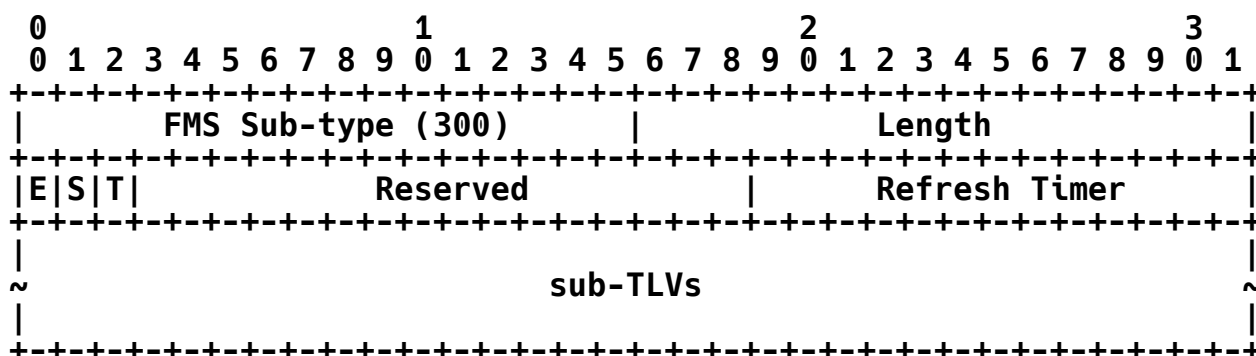 0                   1                   2                   3
 0 1 2 3 4 5 6 7 8 9 0 1 2 3 4 5 6 7 8 9 0 1 2 3 4 5 6 7 8 9 0 1
+-+-+-+-+-+-+-+-+-+-+-+-+-+-+-+-+-+-+-+-+-+-+-+-+-+-+-+-+-+-+-+-+
|       FMS Sub-type (300)      |            Length             |
+-+-+-+-+-+-+-+-+-+-+-+-+-+-+-+-+-+-+-+-+-+-+-+-+-+-+-+-+-+-+-+-+
|E|S|T|            Reserved           |      Refresh Timer      |
+-+-+-+-+-+-+-+-+-+-+-+-+-+-+-+-+-+-+-+-+-+-+-+-+-+-+-+-+-+-+-+-+
|                                                               |
~                           sub-TLVs                            ~
|                                                               |
+-+-+-+-+-+-+-+-+-+-+-+-+-+-+-+-+-+-+-+-+-+-+-+-+-+-+-+-+-+-+-+-+